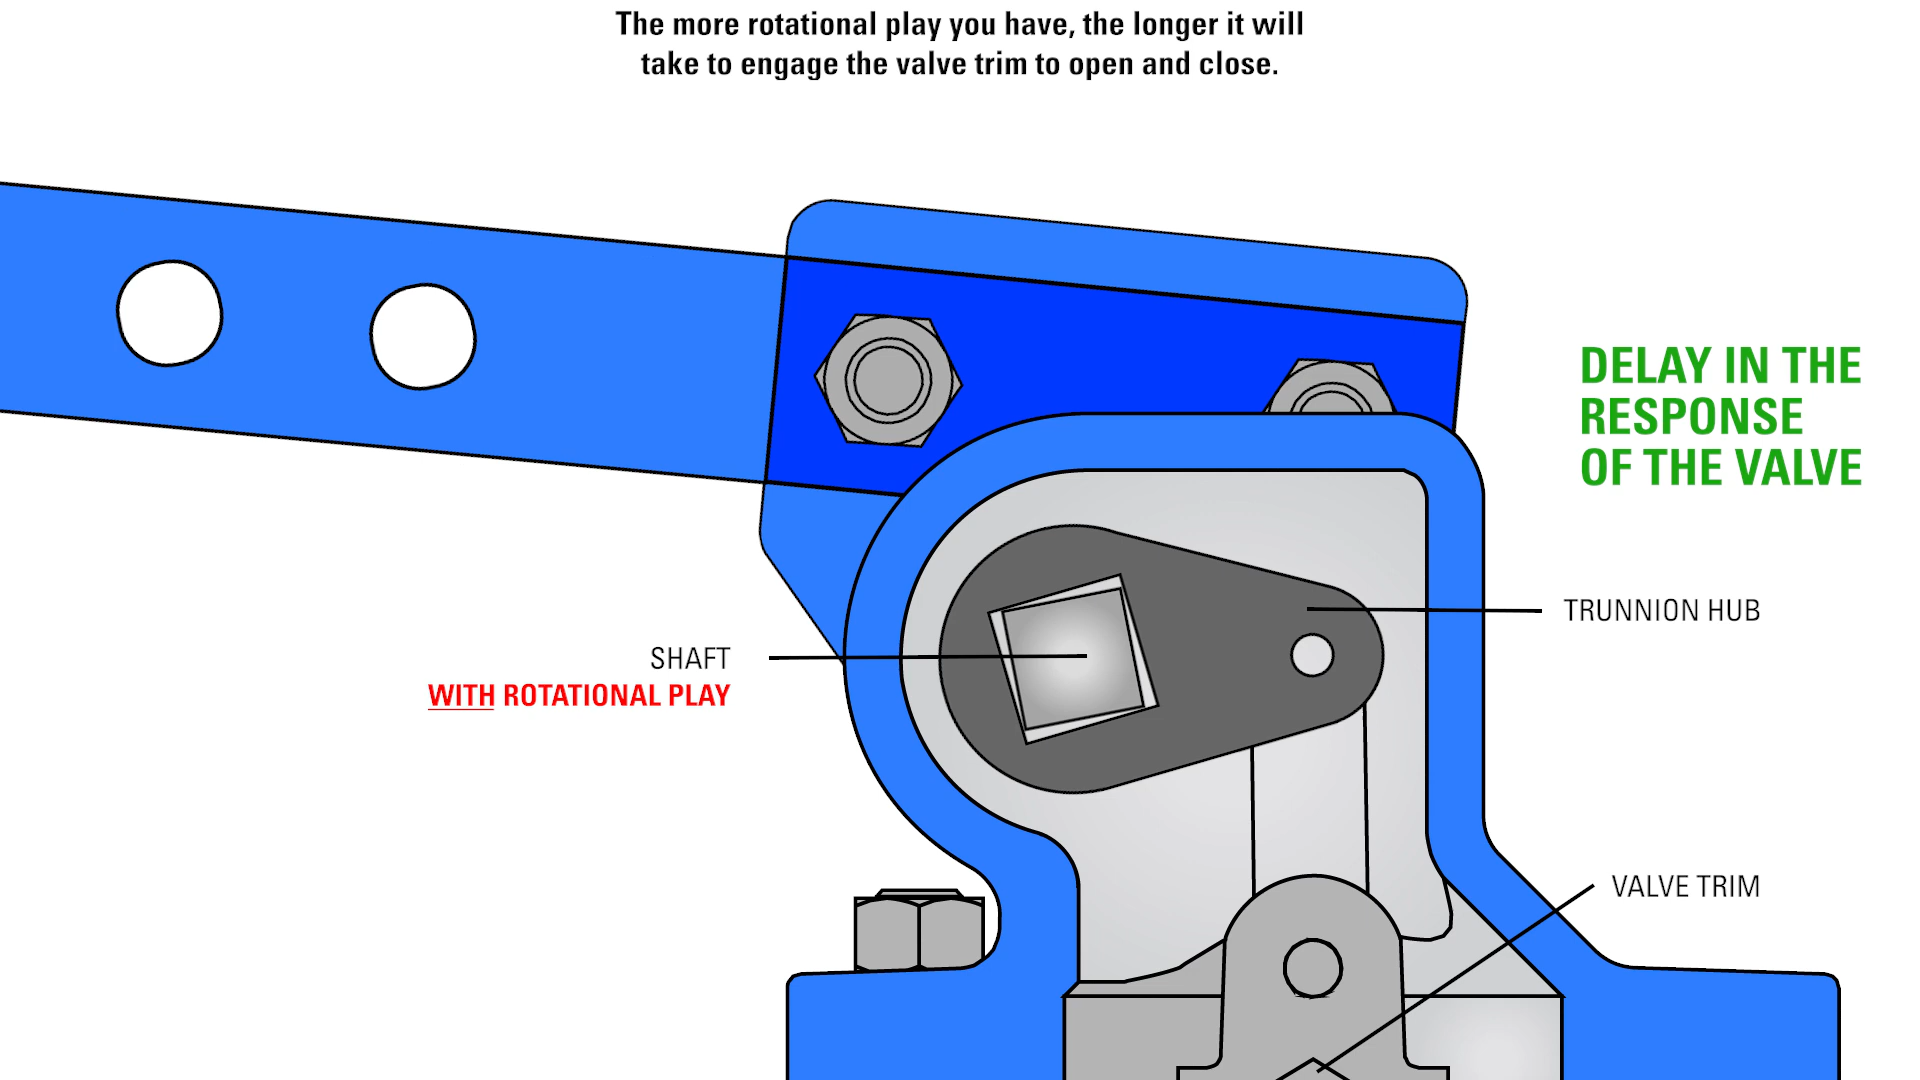 The more rotational play you have, the longer it will
take to engage the valve trim to open and close.
DELAY IN THE
RESPONSE
OF THE VALVE
TRUNNION HUB
SHAFT
WITH ROTATIONAL PLAY
VALVE TRIM